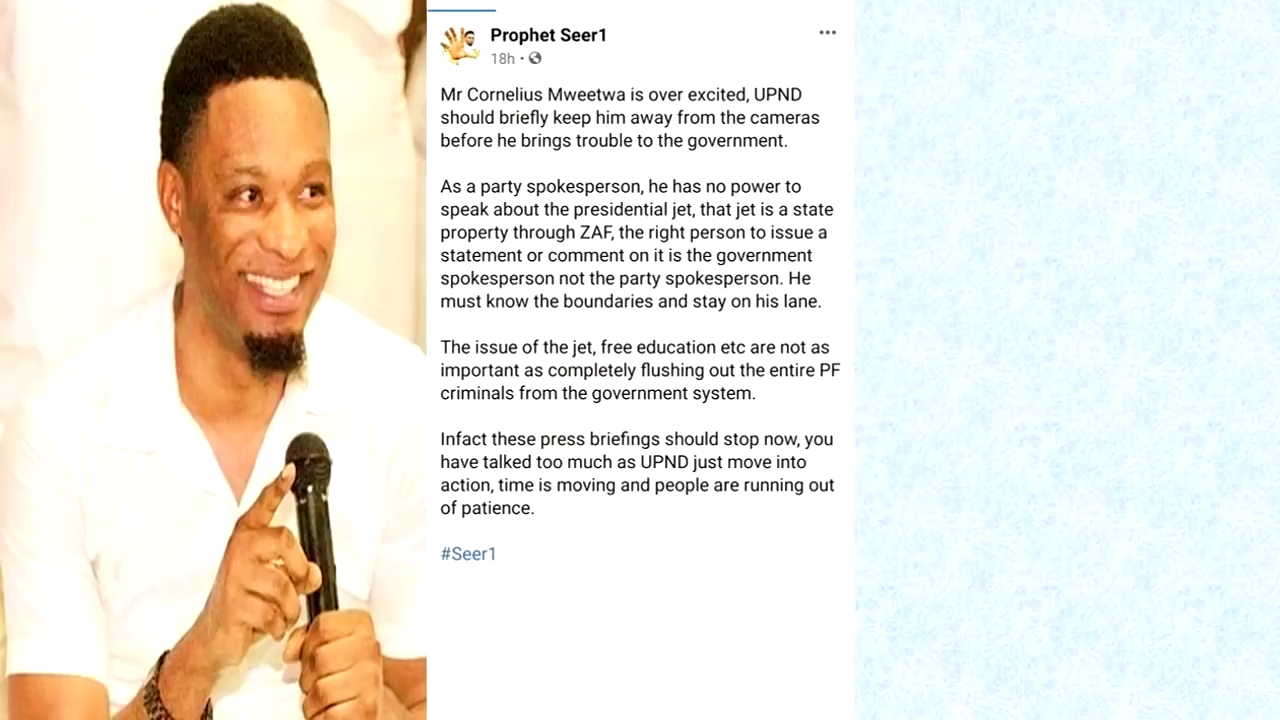 Prophet Seer1
18h
Mr Cornelius Mweetwa is over excited, UPND
should briefly keep him away from the cameras
before he brings trouble to the government.
As a party spokesperson, he has no power to
speak about the presidential jet, that jet is a state
property through ZAF, the right person to issue a
statement or comment on it is the government
spokesperson not the party spokesperson. He
must know the boundaries and stay on his lane.
The issue of the jet, free education etc are not as
important as completely flushing out the entire PF
criminals from the government system.
Infact these press briefings should stop now, you
have talked too much as UPND just move into
action, time is moving and people are running out
of patience.
#Seer1